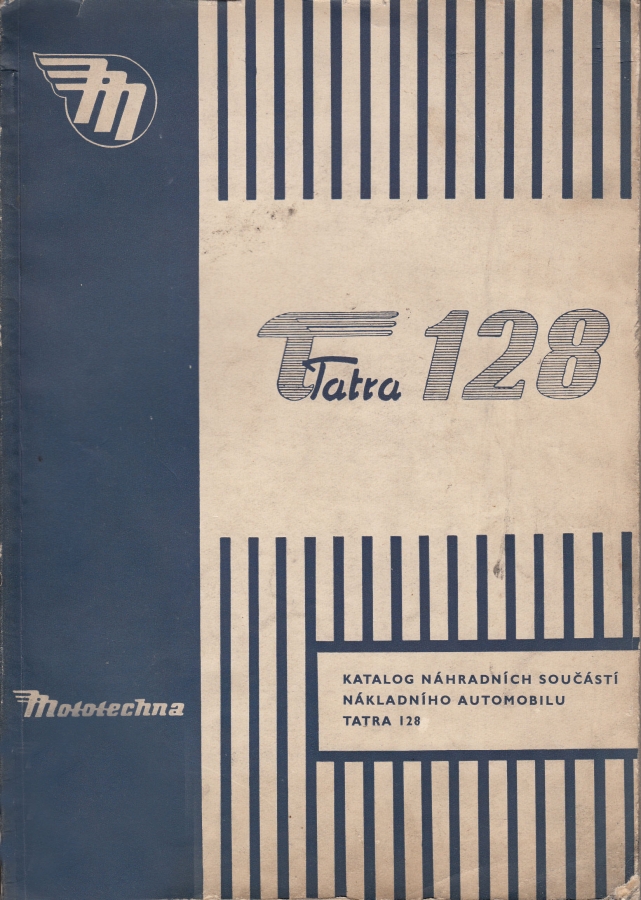 M
T Tatra 128
Mototechna
KATALOG NÁHRADNÍCH SOUČÁSTÍ
NÁKLADNÍHO AUTOMOBILU
TATRA 128